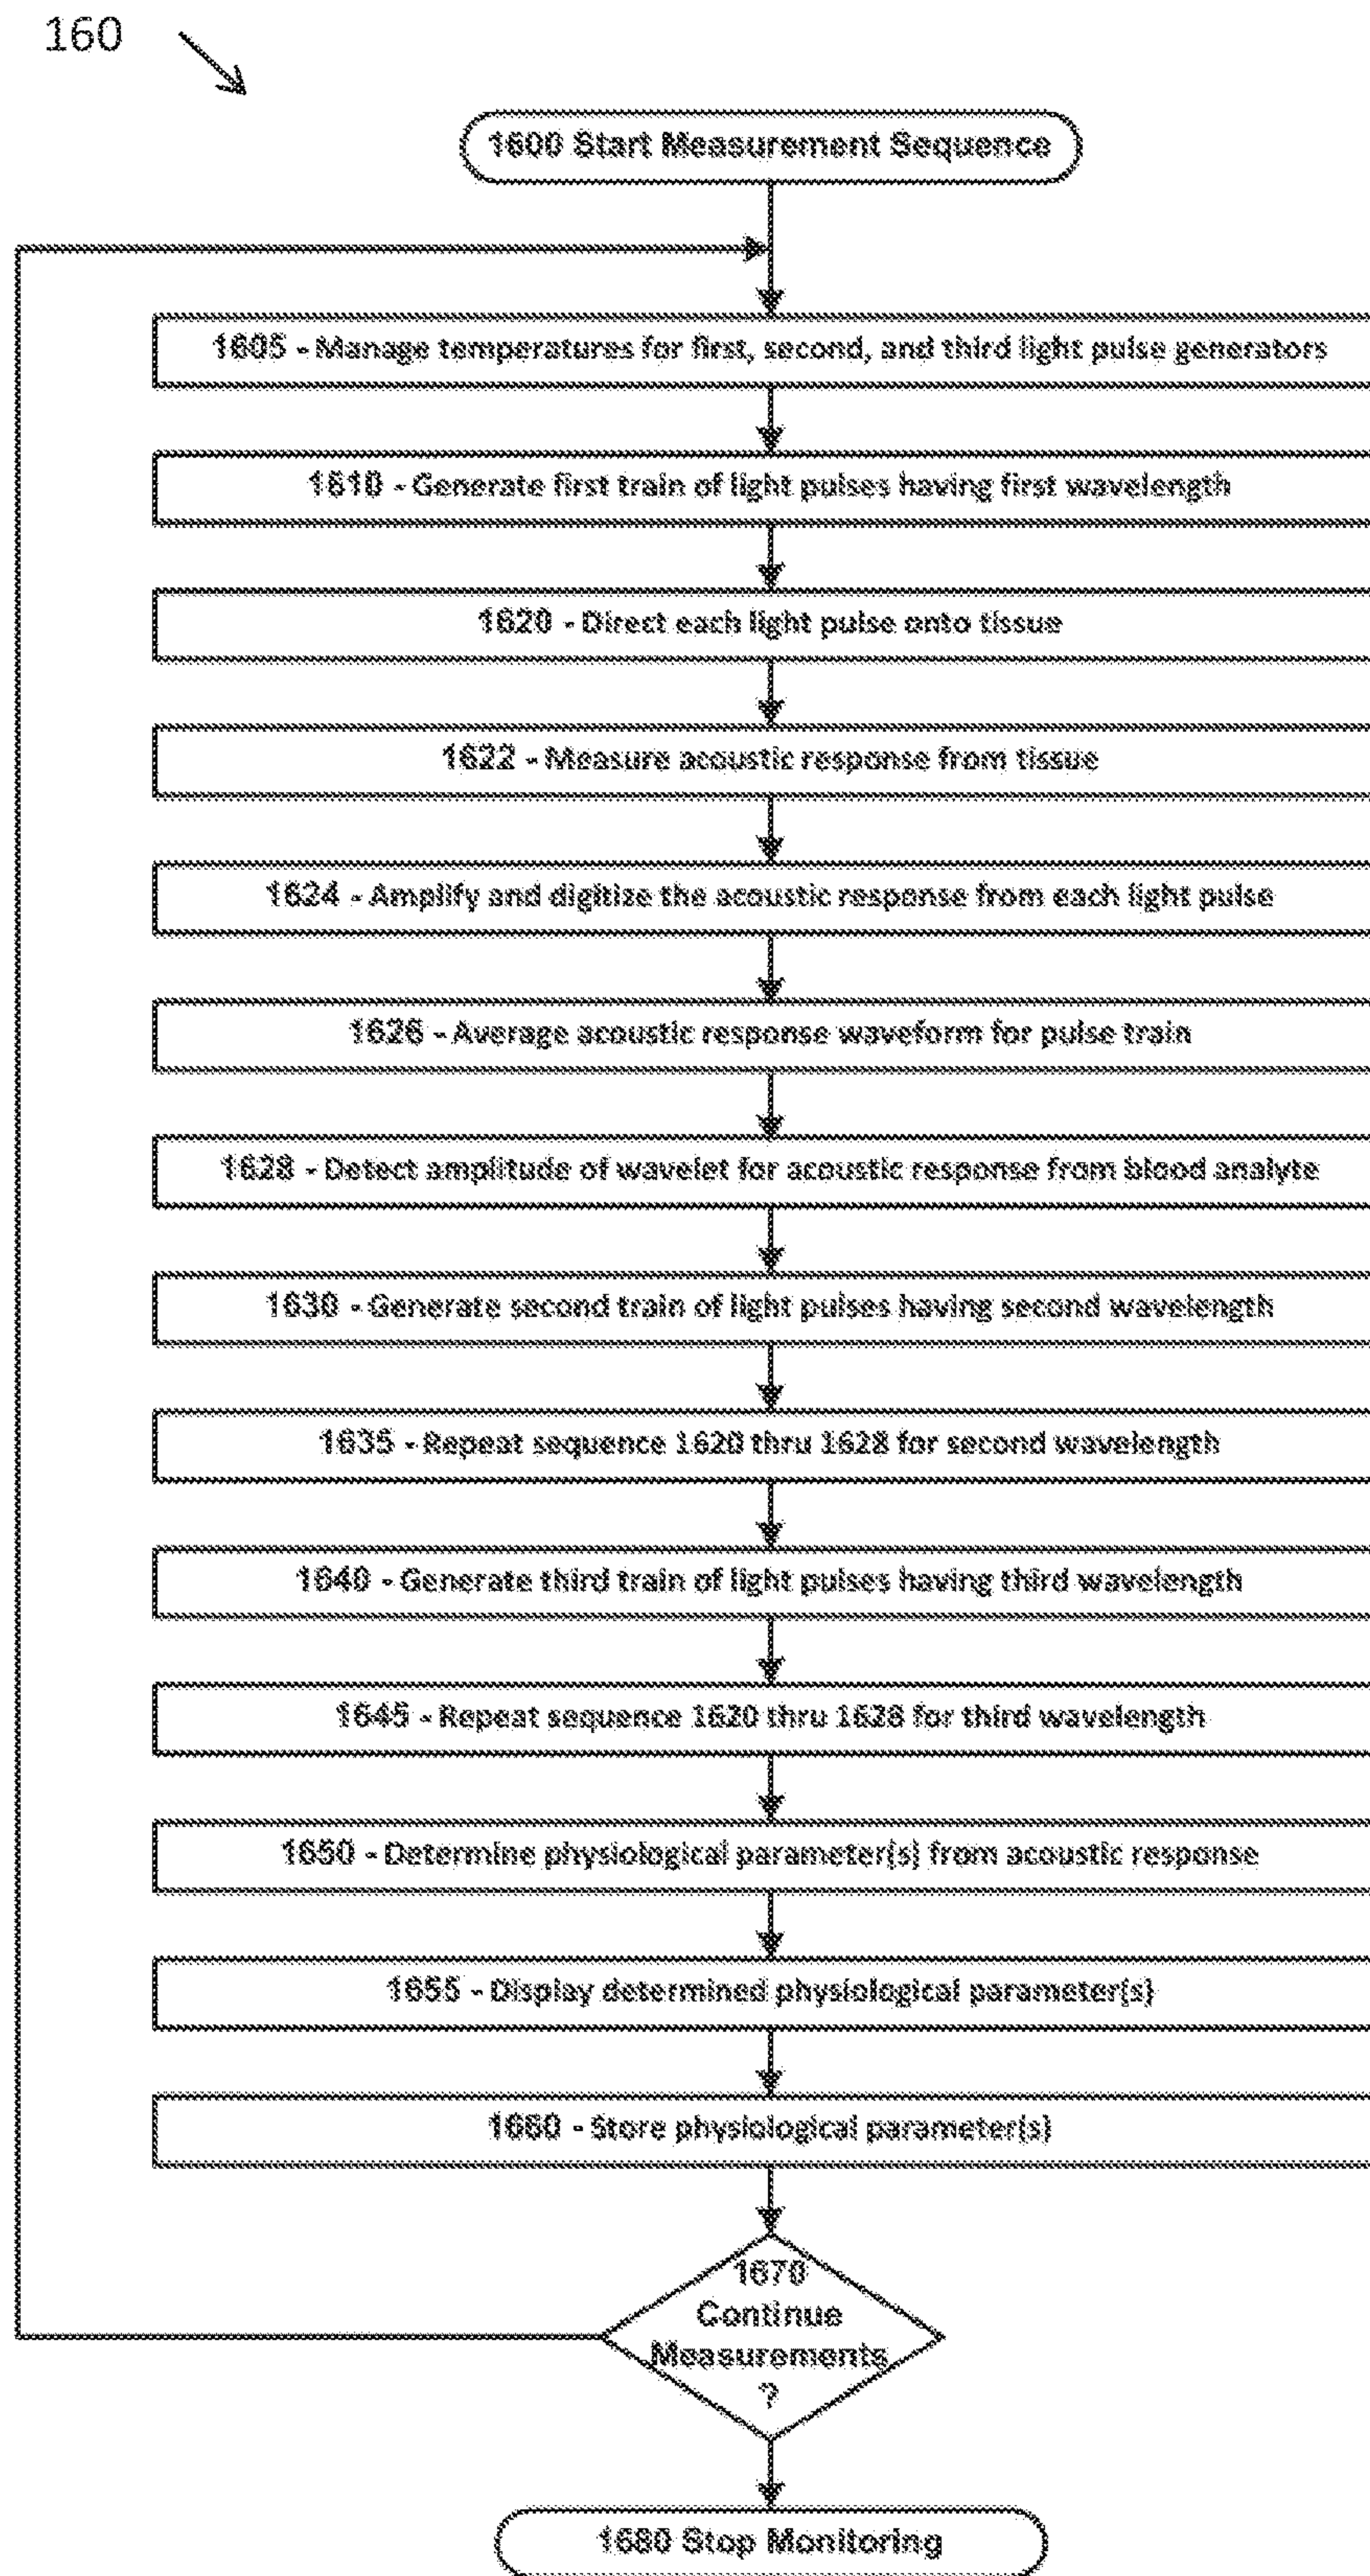 160
1600 Start Measurement Sequence
1605 - Manage temperatures for first, second, and third light pulse generators
1610 - Generate first train of light pulses having first wavelength
1620 - Direct each light pulse onto tissue
1622 - Measure acoustic response from tissue
1624 - Amplify and digitize the acoustic response from each light pulse
1626 - Average acoustic response waveform for pulse train
1628 - Detect amplitude of wavelet for acoustic response from blood analyte
1630 - Generate second train of light pulses having second wavelength
1635 - Repeat sequence 1620 thru 1628 for second wavelength
1640 - Generate third train of light pulses having third wavelength
1645 - Repeat sequence 1620 thru 1628 for third wavelength
1650 - Determine physiological parameter(s) from acoustic response
1655 - Display determined physiological parameter(s)
1660 - Store physiological parameter(s)
1670
Continue
Measurements
?
1680 Stop Monitoring